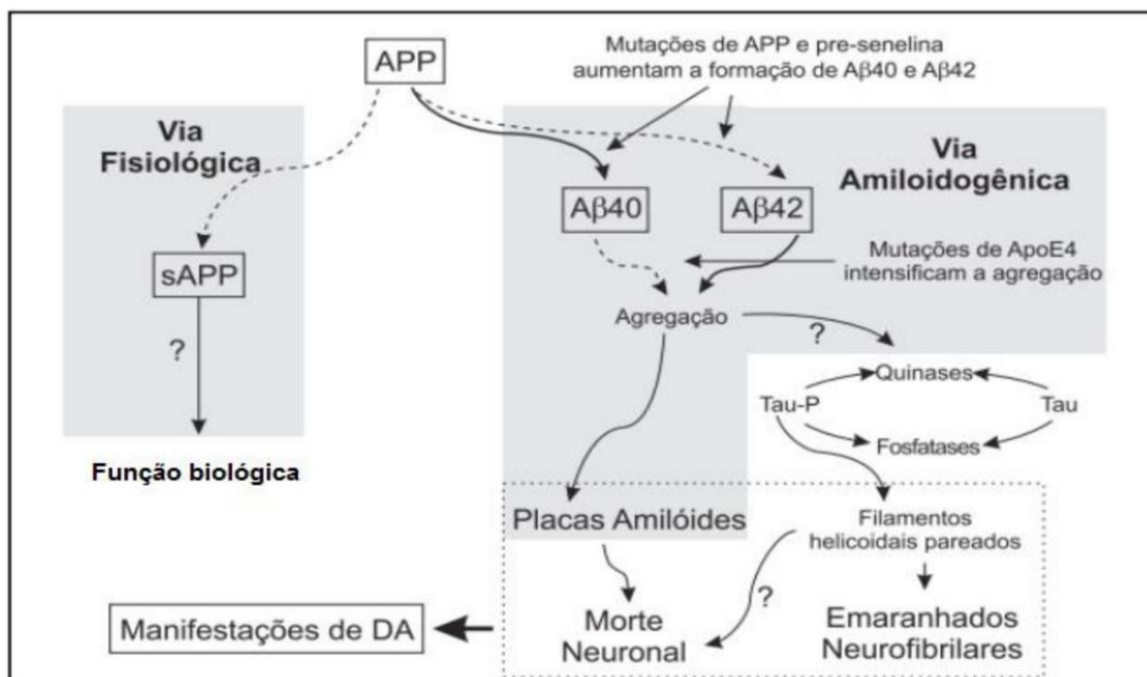 APP
Mutações de APP e pre-senelina
aumentam a formação de Aβ40 e Aβ42
Via
Fisiológica
Via
Amiloidogênica
Aβ40
Aβ42
sAPP
Mutações de ApoE4
intensificam a agregação
Agregação
?
?
Quinases
Tau-P
Tau
Fosfatases
Função biológica
Placas Amilóides
Filamentos
helicoidais pareados
?
Manifestações de DA
Morte
Neuronal
Emaranhados
Neurofibrilares